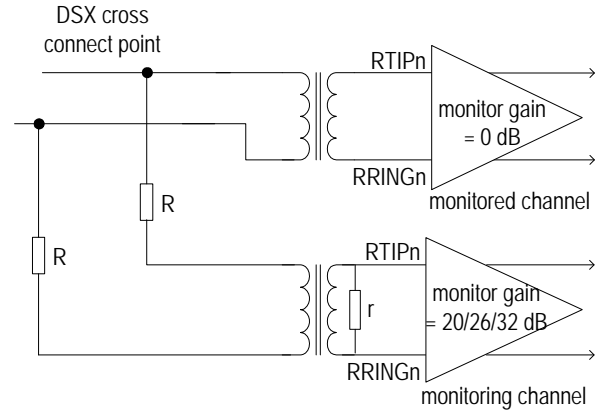 DSX cross
connect point
RTIPn
monitor gain
= 0 dB
RRINGn
monitored channel
R
R
RTIPn
monitor gain
= 20/26/32 dB
r
RRINGn
monitoring channel